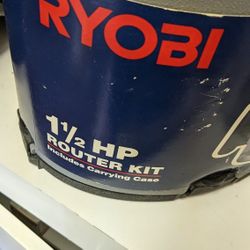 RYOBI
1½ HP
ROUTER KIT
Includes Carrying Case